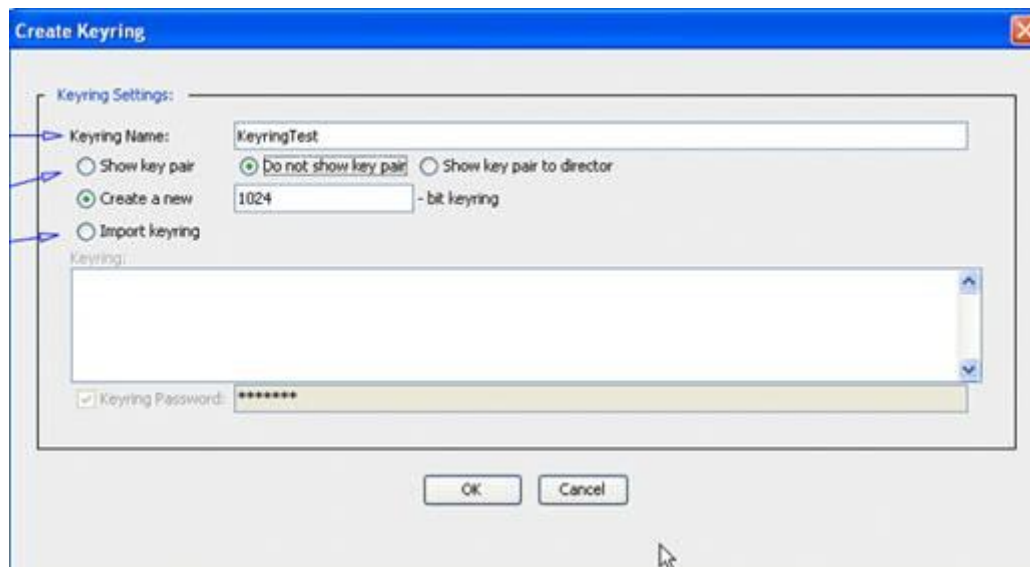 Create Keyring
Keyring Settings:
Keyring Name: KeyringTest
Show key pair Do not show key pair Show key pair to director
Create a new 1024 - bit keyring
Import keyring
Keyring:
Keyring Password: *******
OK Cancel